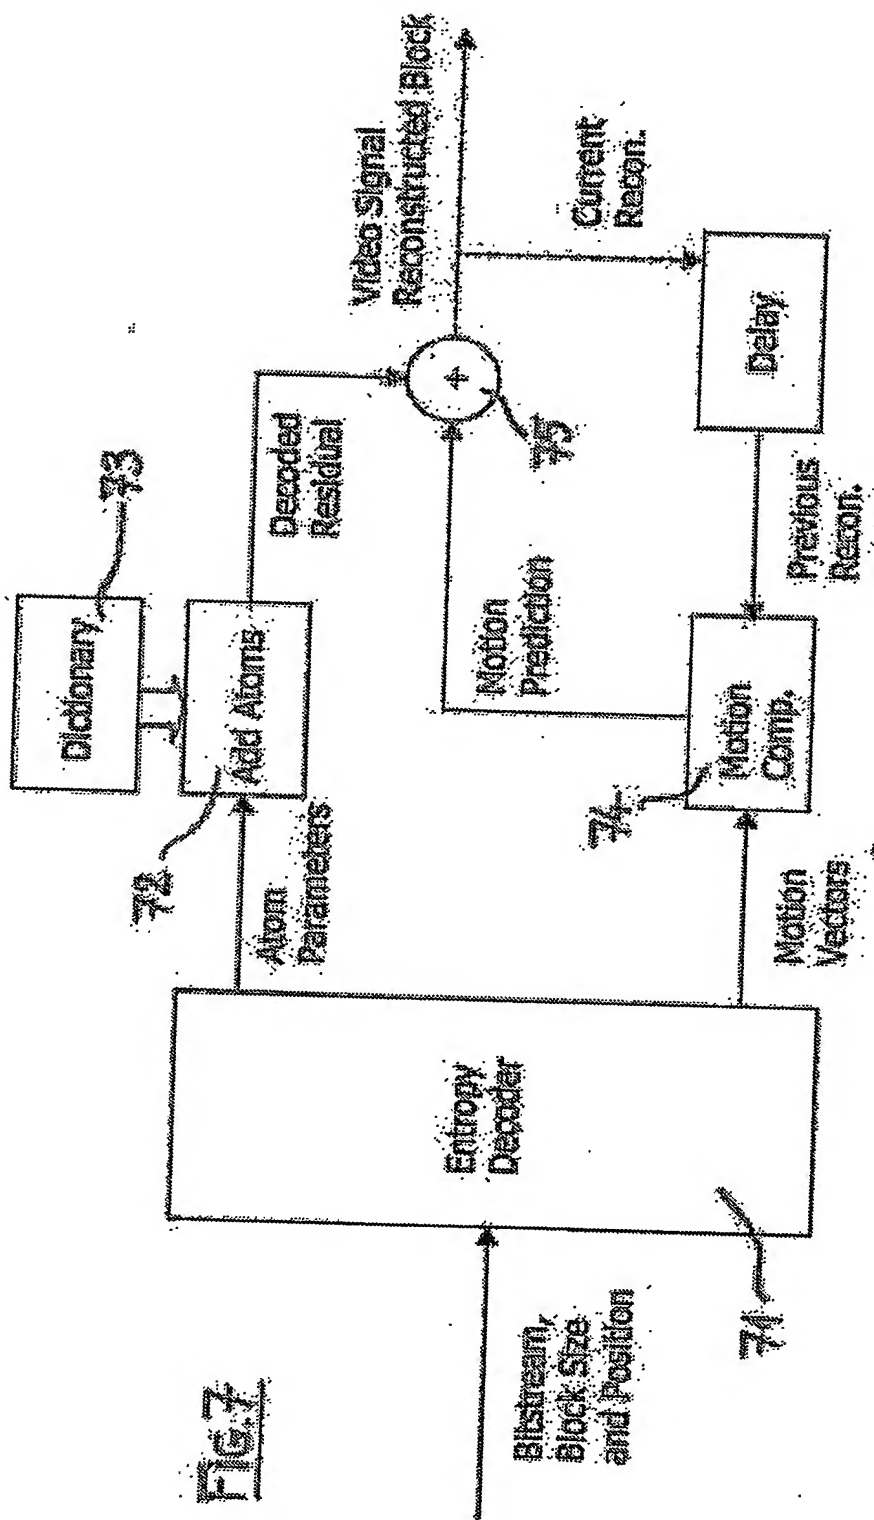 FIG.7
Bitstream,
Block Size
and Position
71
Entropy
Decoder
Atom
Parameters
Motion
Vectors
72
Add Atoms
Dictionary
73
74
Motion
Comp.
Motion
Prediction
Decoded
Residual
75
+
Previous
Recon.
Delay
Current
Recon.
Video Signal
Reconstructed Block